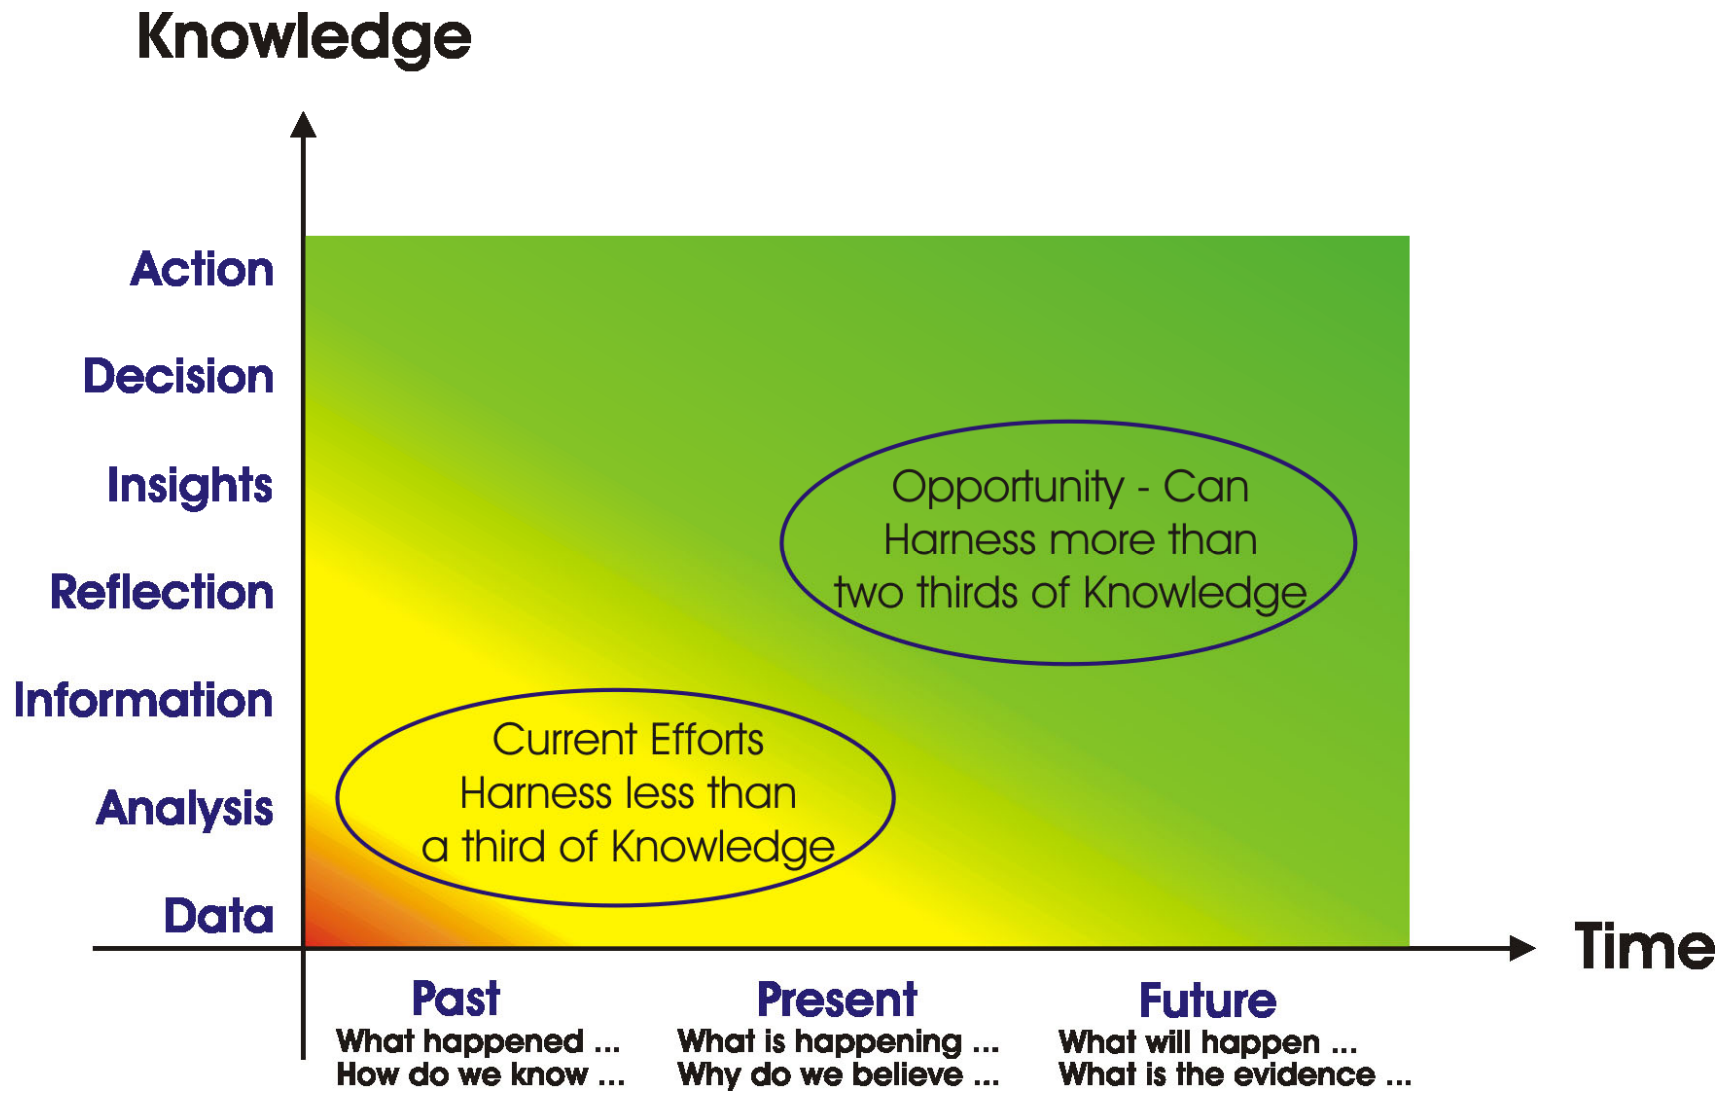 Knowledge
Action
Decision
Insights
Reflection
Information
Analysis
Data
Opportunity - Can
Harness more than
two thirds of Knowledge
Current Efforts
Harness less than
a third of Knowledge
Time
Past
What happened ...
How do we know ...
Present
What is happening ...
Why do we believe ...
Future
What will happen ...
What is the evidence ...